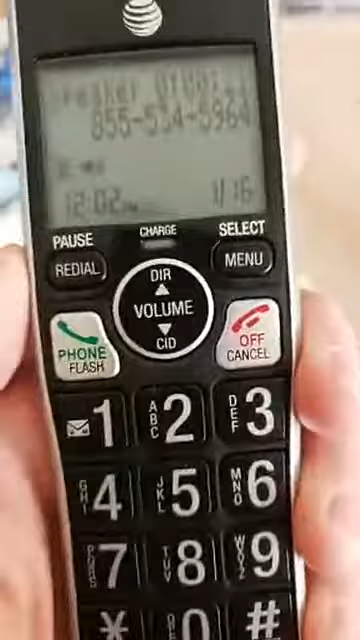 855-534-5964
12:02 1/16
PAUSE CHARGE SELECT
REDIAL DIR MENU
VOLUME
PHONE FLASH CID OFF CANCEL
1 ABC 2 DEF 3
GHI 4 JKL 5 MNO 6
7 TUV 8 WXYZ 9
* 0 #